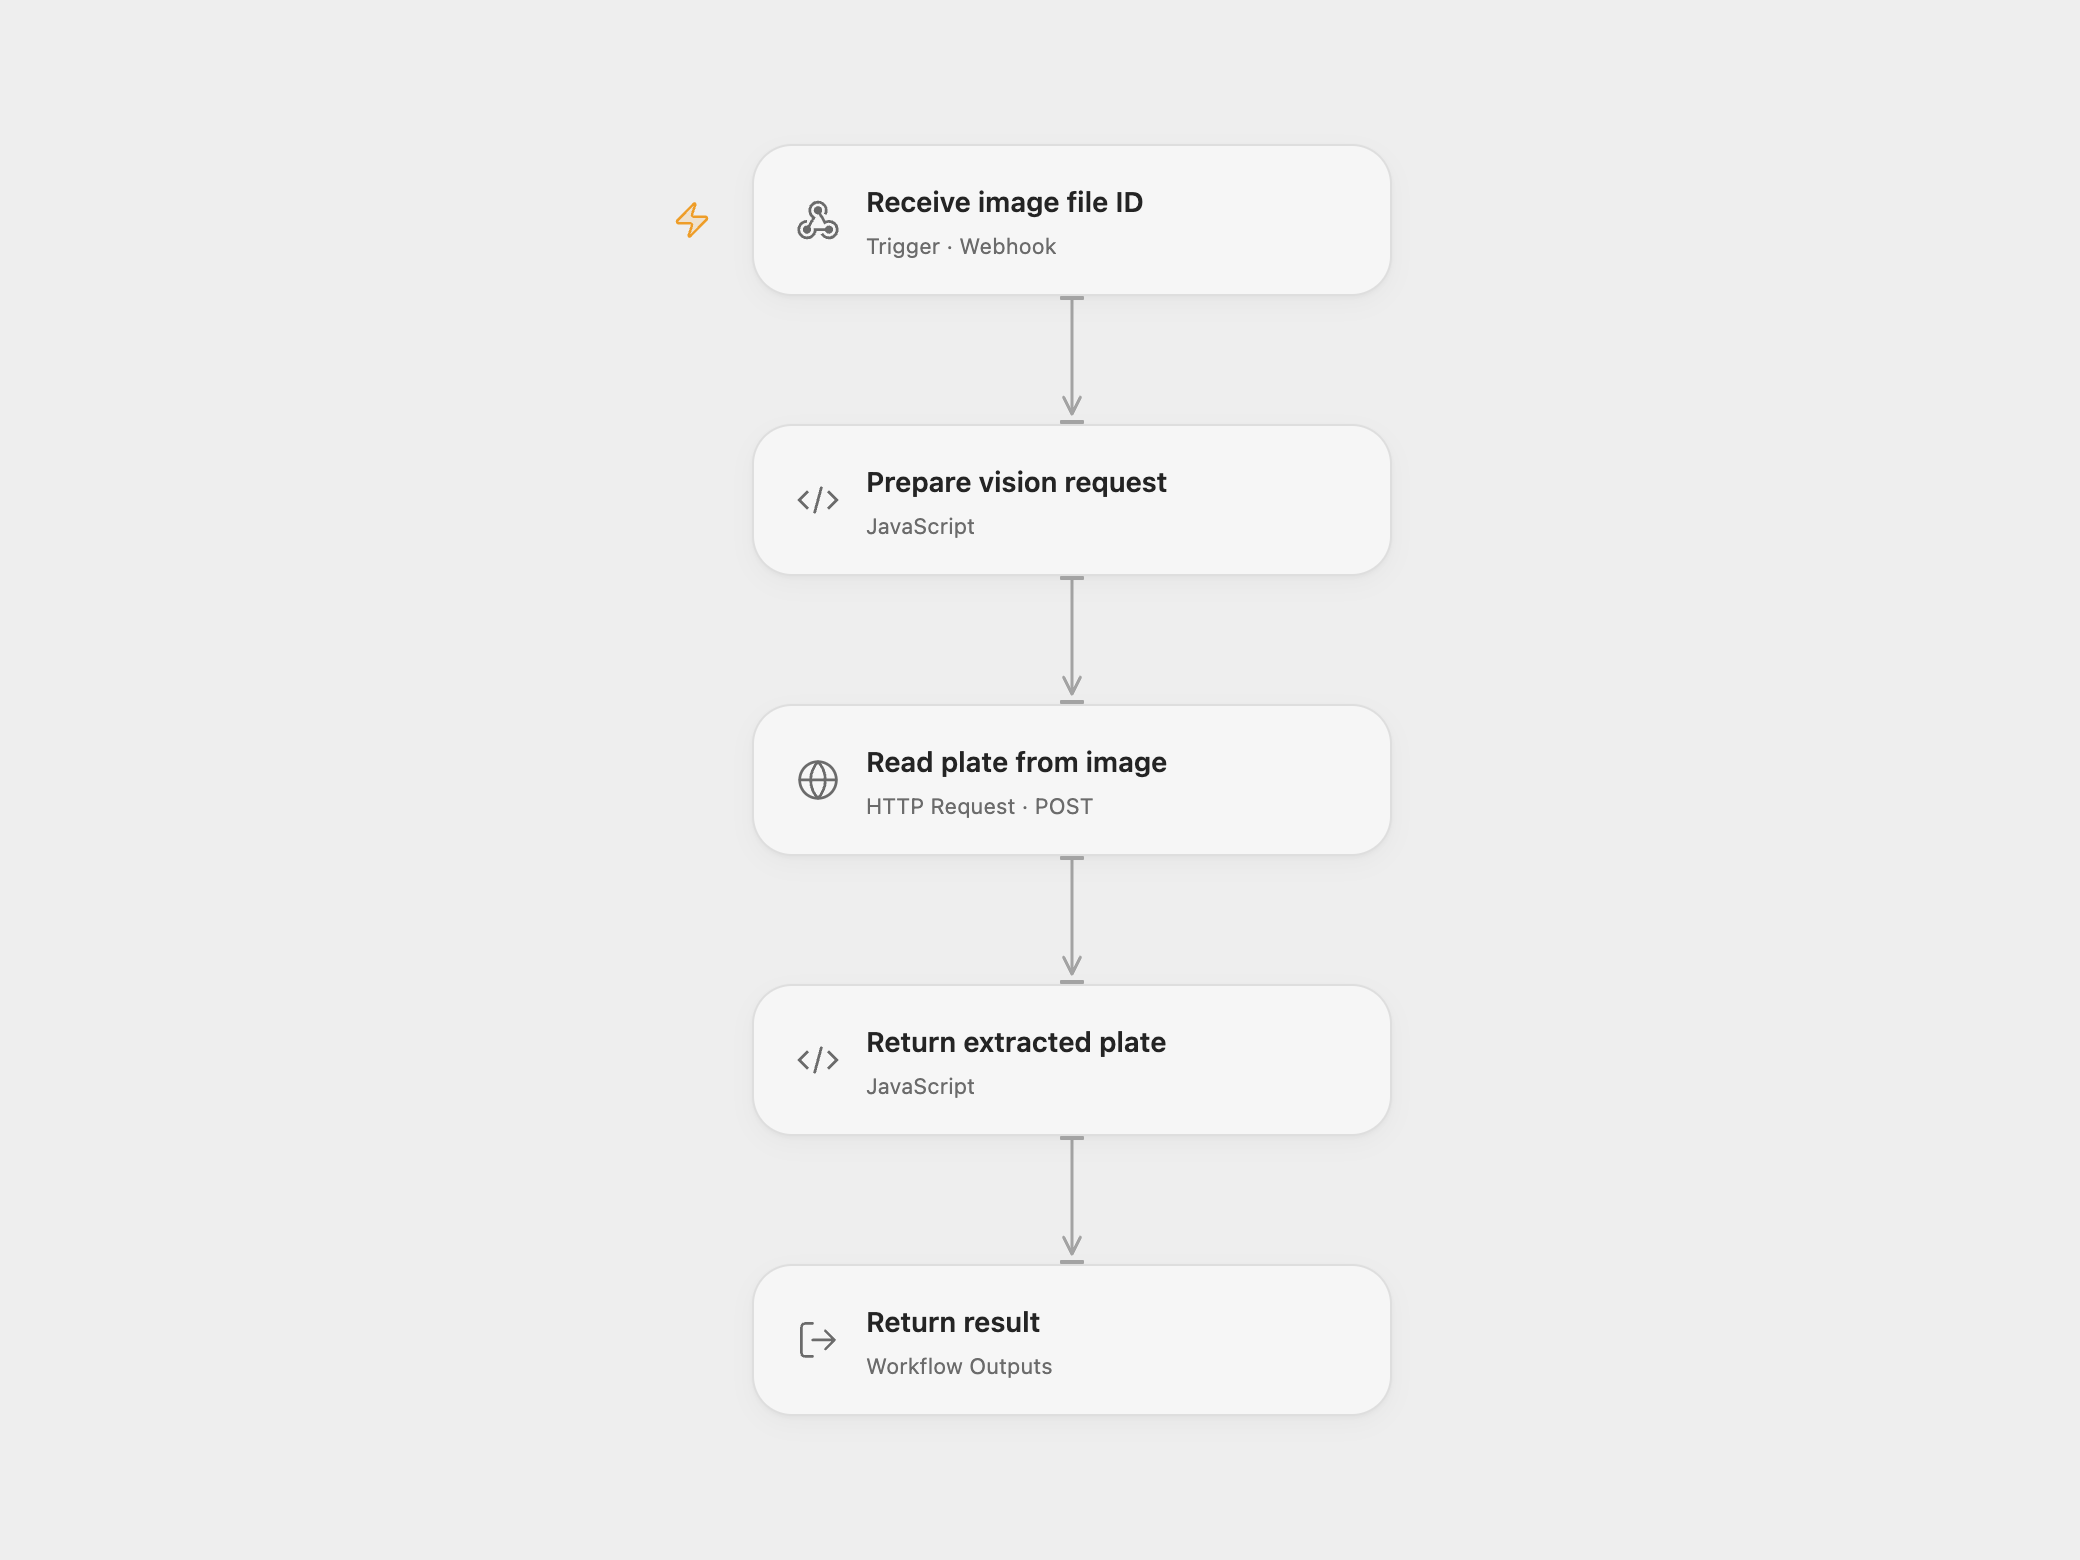 Receive image file ID
Trigger · Webhook
Prepare vision request
JavaScript
Read plate from image
HTTP Request · POST
Return extracted plate
JavaScript
Return result
Workflow Outputs